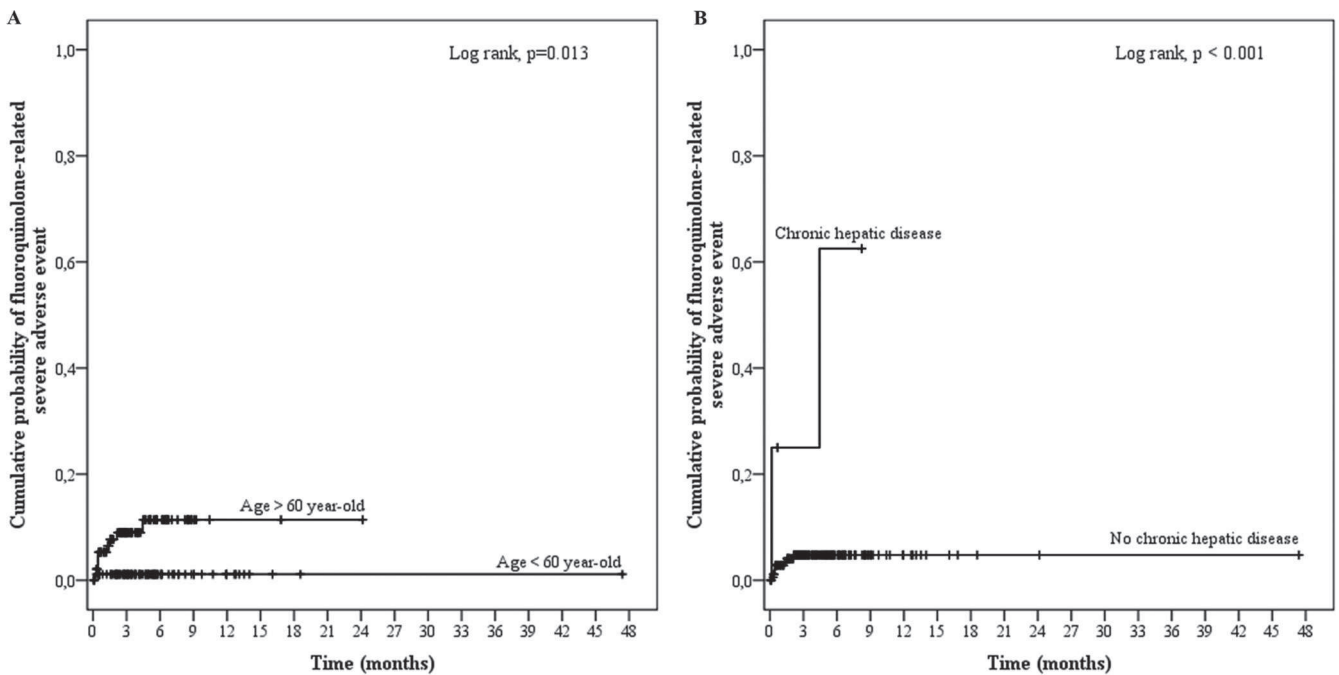 A
Log rank, p=0.013
Cumulative probability of fluoroquinolone-related
severe adverse event
1,0
0,8
0,6
0,4
0,2
0,0
Age > 60 year-old
Age < 60 year-old
0 3 6 9 12 15 18 21 24 27 30 33 36 39 42 45 48
Time (months)
B
Log rank, p < 0.001
Cumulative probability of fluoroquinolone-related
severe adverse event
1,0
0,8
0,6
0,4
0,2
0,0
Chronic hepatic disease
No chronic hepatic disease
0 3 6 9 12 15 18 21 24 27 30 33 36 39 42 45 48
Time (months)